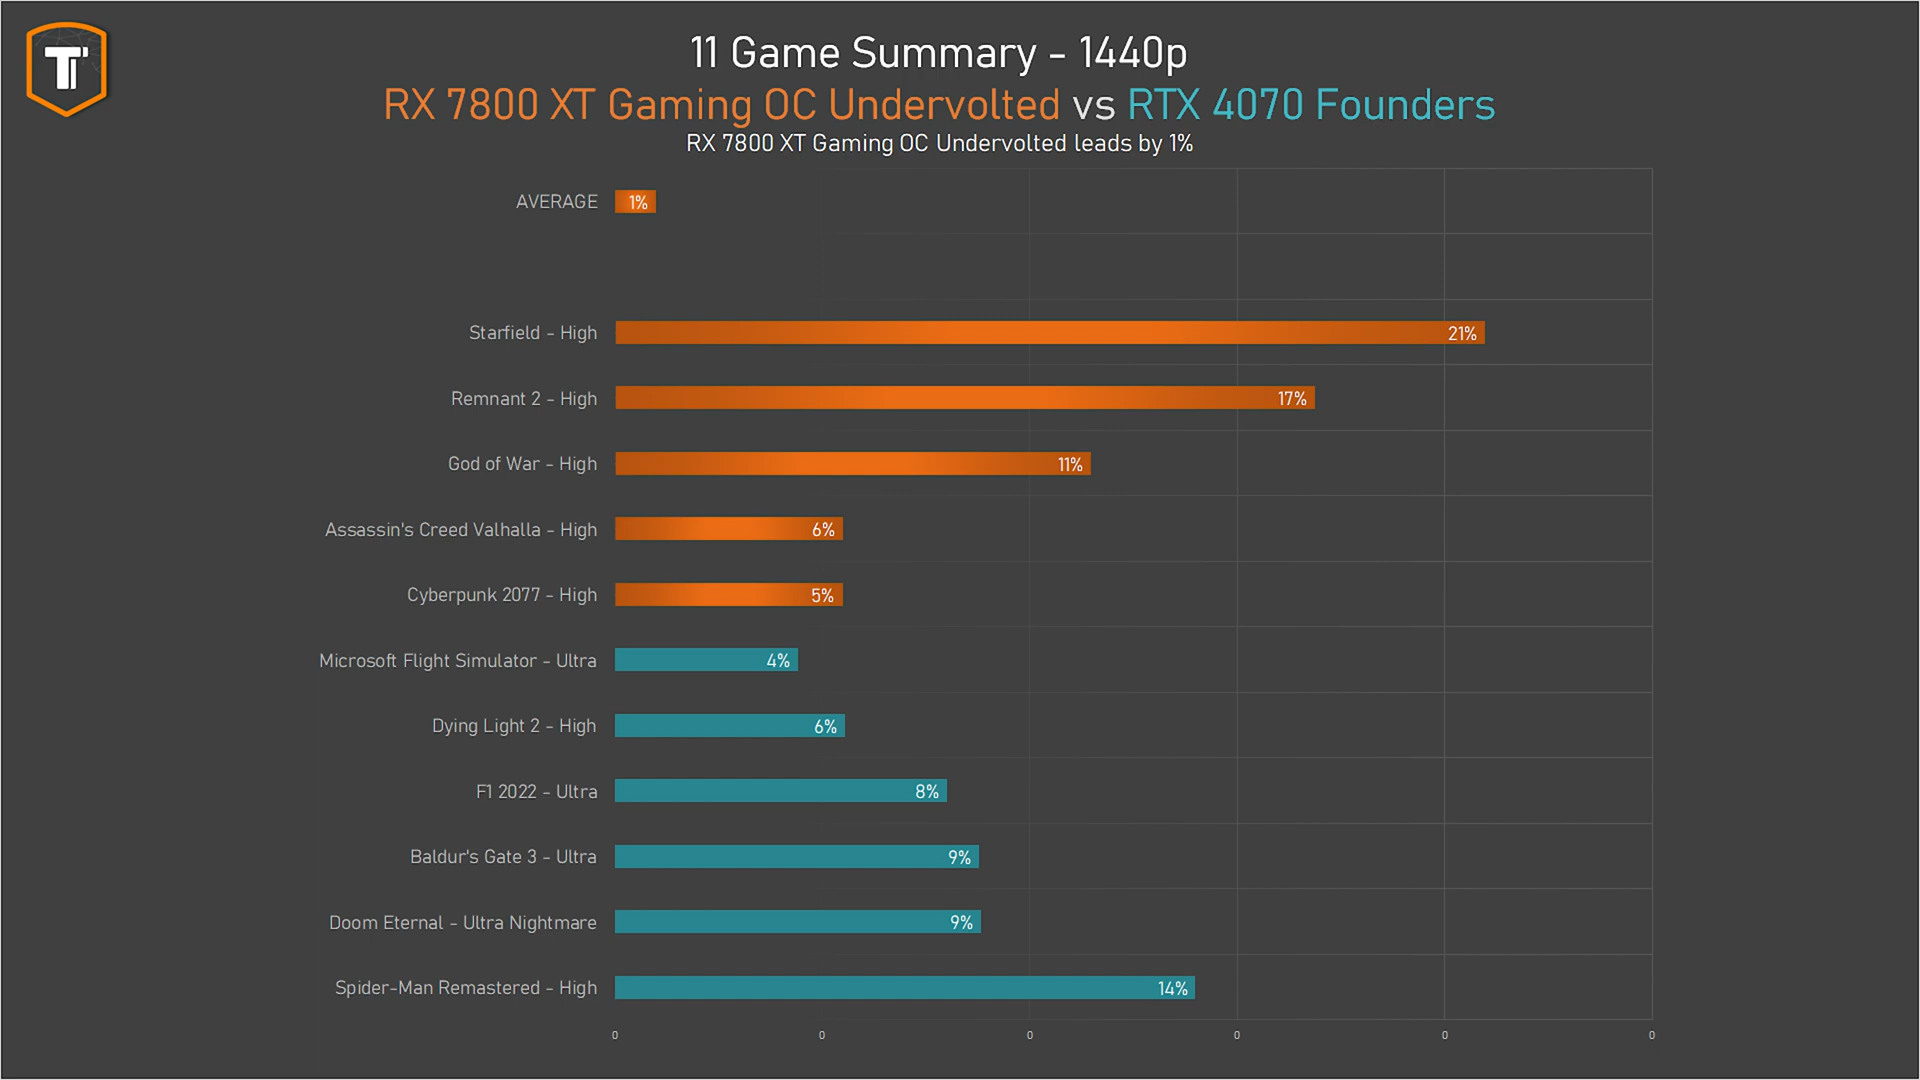 11 Game Summary - 1440p
RX 7800 XT Gaming OC Undervolted vs RTX 4070 Founders
RX 7800 XT Gaming OC Undervolted leads by 1%
AVERAGE 1%
Starfield - High 21%
Remnant 2 - High 17%
God of War - High 11%
Assassin's Creed Valhalla - High 6%
Cyberpunk 2077 - High 5%
Microsoft Flight Simulator - Ultra 4%
Dying Light 2 - High 6%
F1 2022 - Ultra 8%
Baldur's Gate 3 - Ultra 9%
Doom Eternal - Ultra Nightmare 9%
Spider-Man Remastered - High 14%
0 0 0 0 0 0